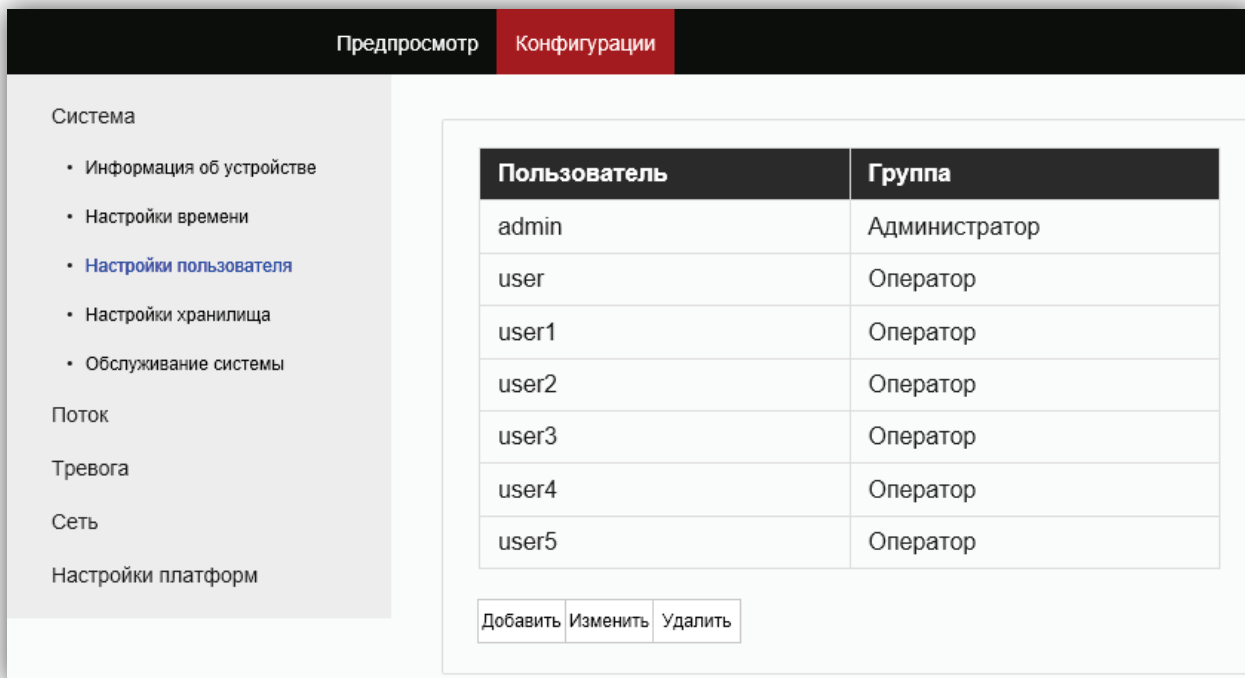 Предпросмотр Конфигурации
Система
• Информация об устройстве
• Настройки времени
• Настройки пользователя
• Настройки хранилища
• Обслуживание системы
Поток
Тревога
Сеть
Настройки платформ
Пользователь Группа
admin Администратор
user Оператор
user1 Оператор
user2 Оператор
user3 Оператор
user4 Оператор
user5 Оператор
Добавить Изменить Удалить